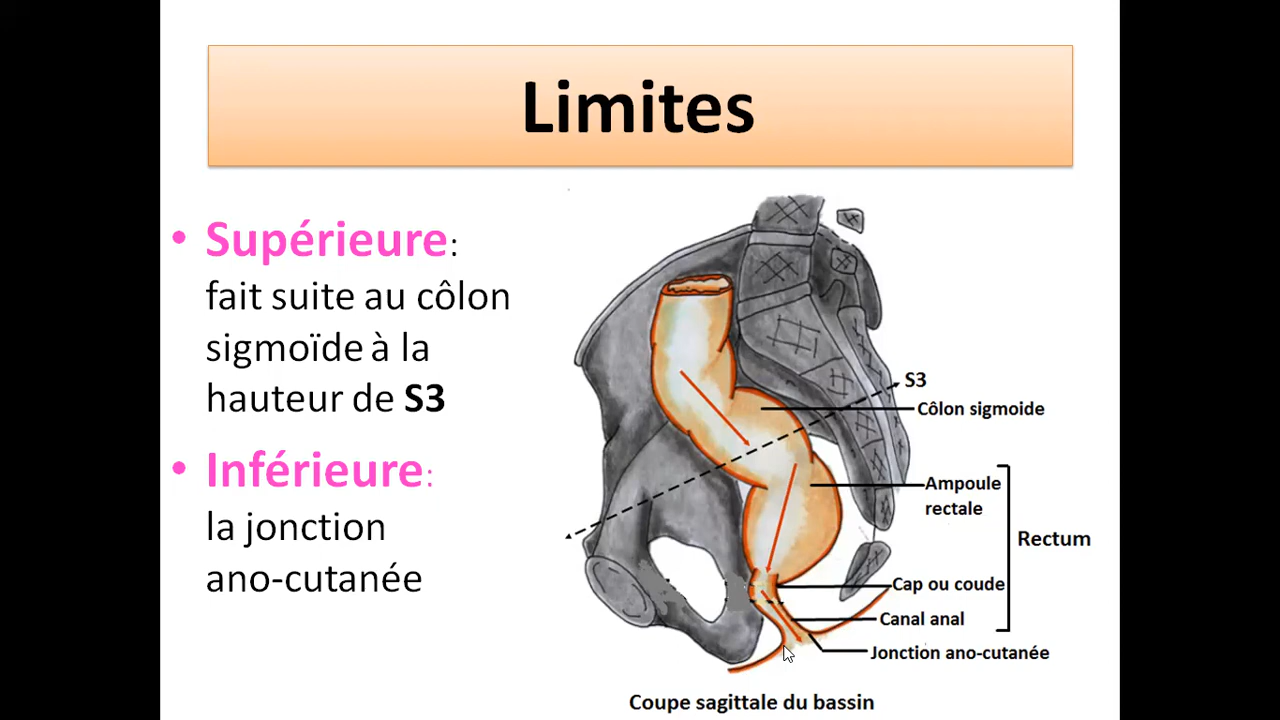 Limites
• Supérieure:
fait suite au côlon
sigmoïde à la
hauteur de S3
• Inférieure:
la jonction
ano-cutanée
S3
Côlon sigmoide
Ampoule
rectale
Rectum
Cap ou coude
Canal anal
Jonction ano-cutanée
Coupe sagittale du bassin